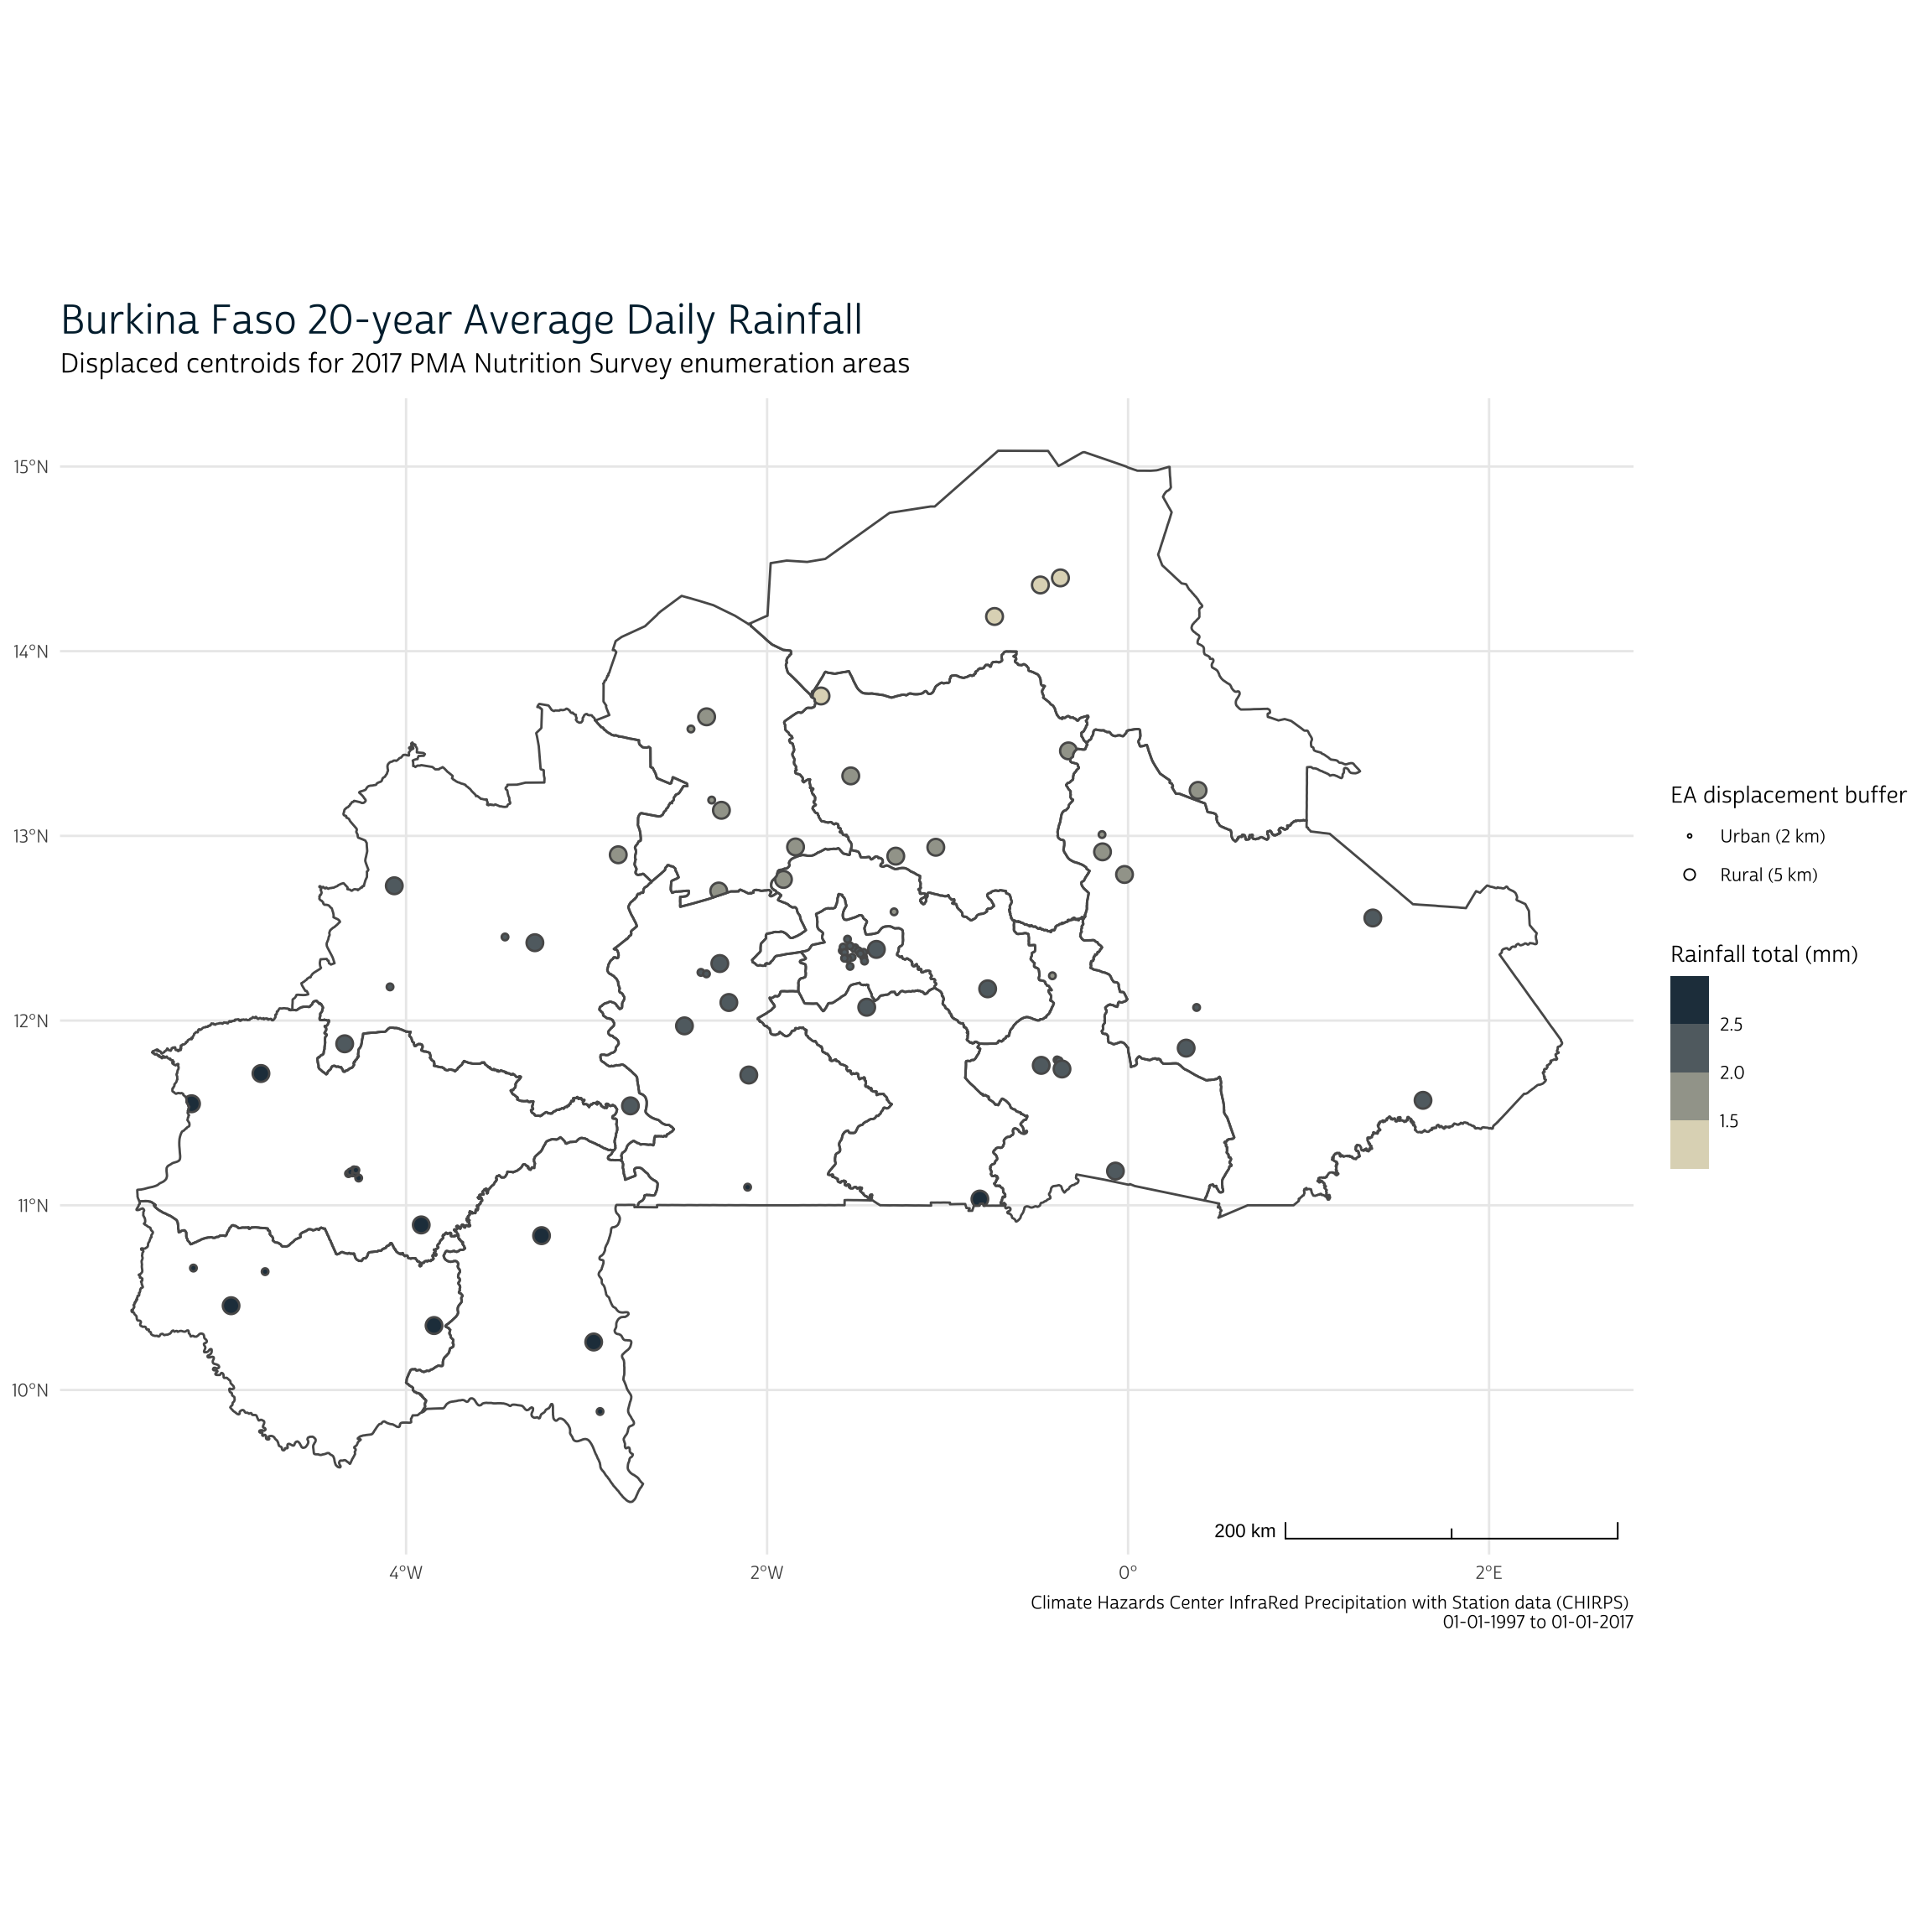 Burkina Faso 20-year Average Daily Rainfall
Displaced centroids for 2017 PMA Nutrition Survey enumeration areas
15°N
14°N
13°N
12°N
11°N
10°N
4°W
2°W
0°
2°E
200 km
EA displacement buffer
Urban (2 km)
Rural (5 km)
Rainfall total (mm)
2.5
2.0
1.5
Climate Hazards Center InfraRed Precipitation with Station data (CHIRPS)
01-01-1997 to 01-01-2017